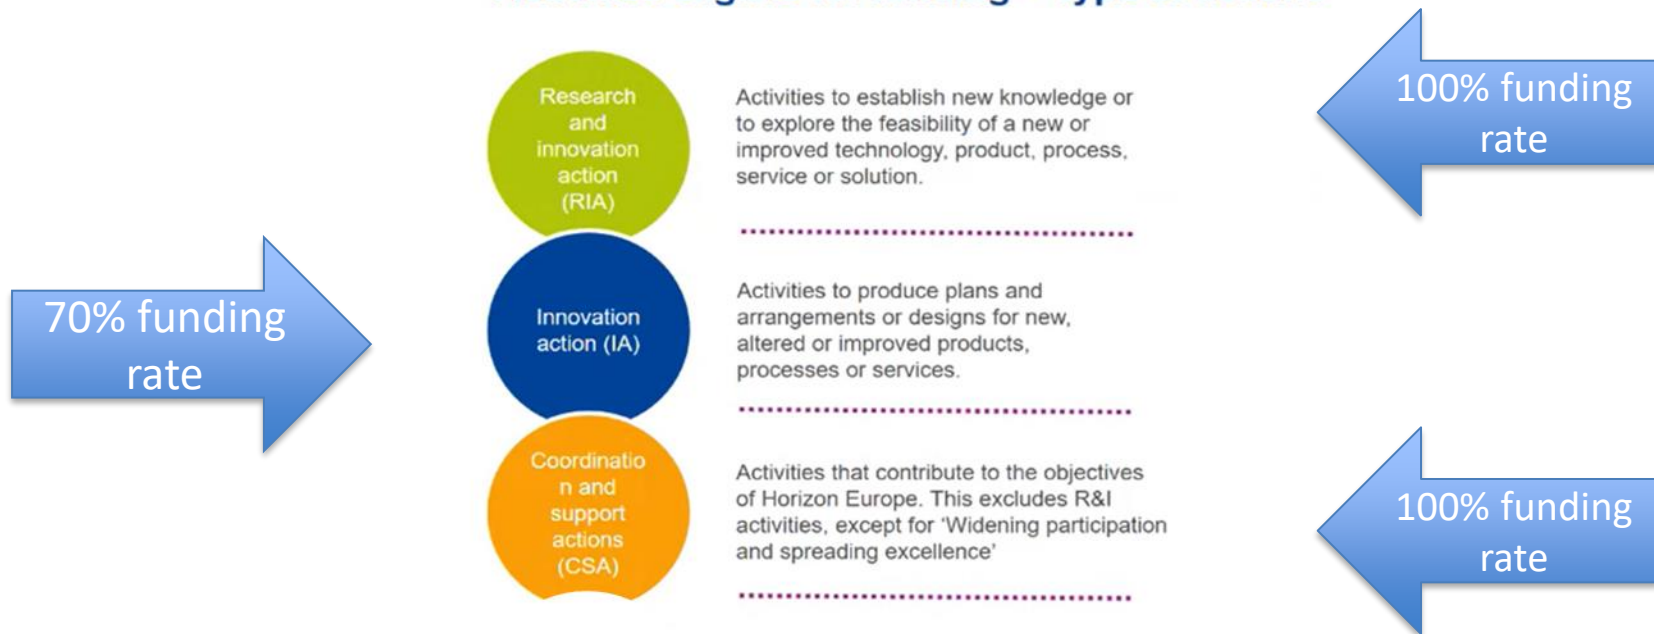 Research
and
innovation
action
(RIA)
Activities to establish new knowledge or
to explore the feasibility of a new or
improved technology, product, process,
service or solution.
100% funding
rate
70% funding
rate
Innovation
action (IA)
Activities to produce plans and
arrangements or designs for new,
altered or improved products,
processes or services.
Coordinatio
n and
support
actions
(CSA)
Activities that contribute to the objectives
of Horizon Europe. This excludes R&I
activities, except for ‘Widening participation
and spreading excellence’
100% funding
rate